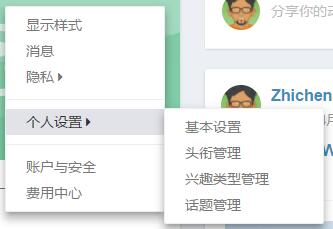 显示样式
消息
隐私
个人设置
账户与安全
费用中心
基本设置
头衔管理
兴趣类型管理
话题管理
分享你的
Zhichen
4月
W